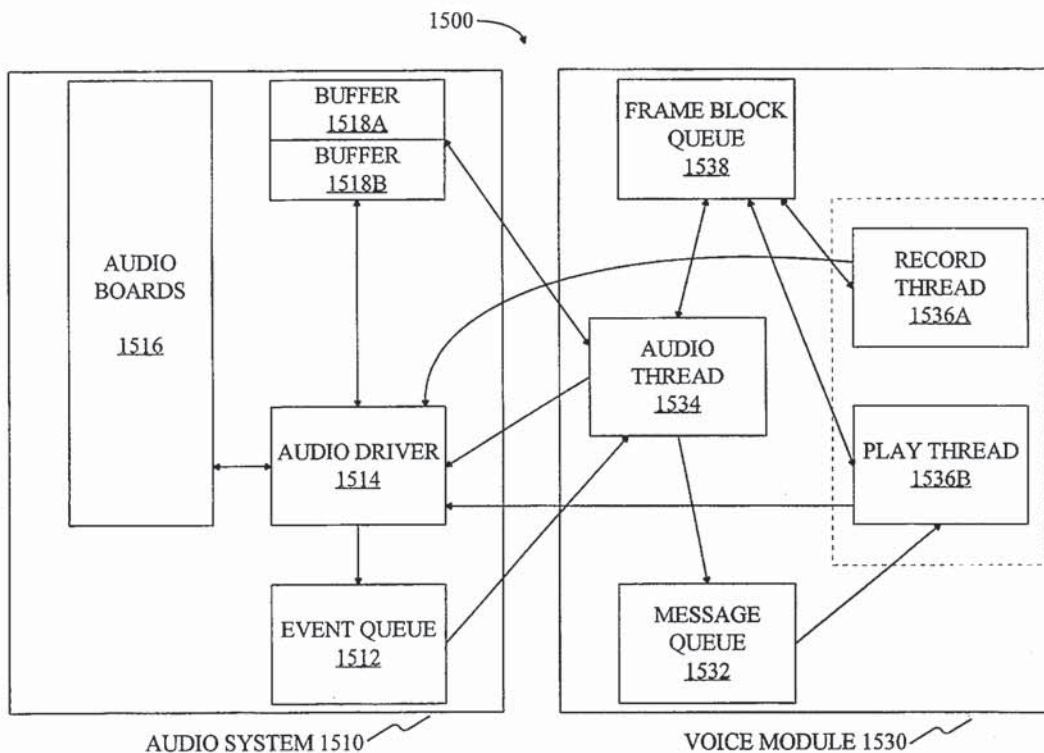 1500
BUFFER
1518A
BUFFER
1518B
AUDIO
BOARDS
1516
AUDIO DRIVER
1514
EVENT QUEUE
1512
AUDIO SYSTEM 1510
FRAME BLOCK
QUEUE
1538
RECORD
THREAD
1536A
AUDIO
THREAD
1534
PLAY THREAD
1536B
MESSAGE
QUEUE
1532
VOICE MODULE 1530